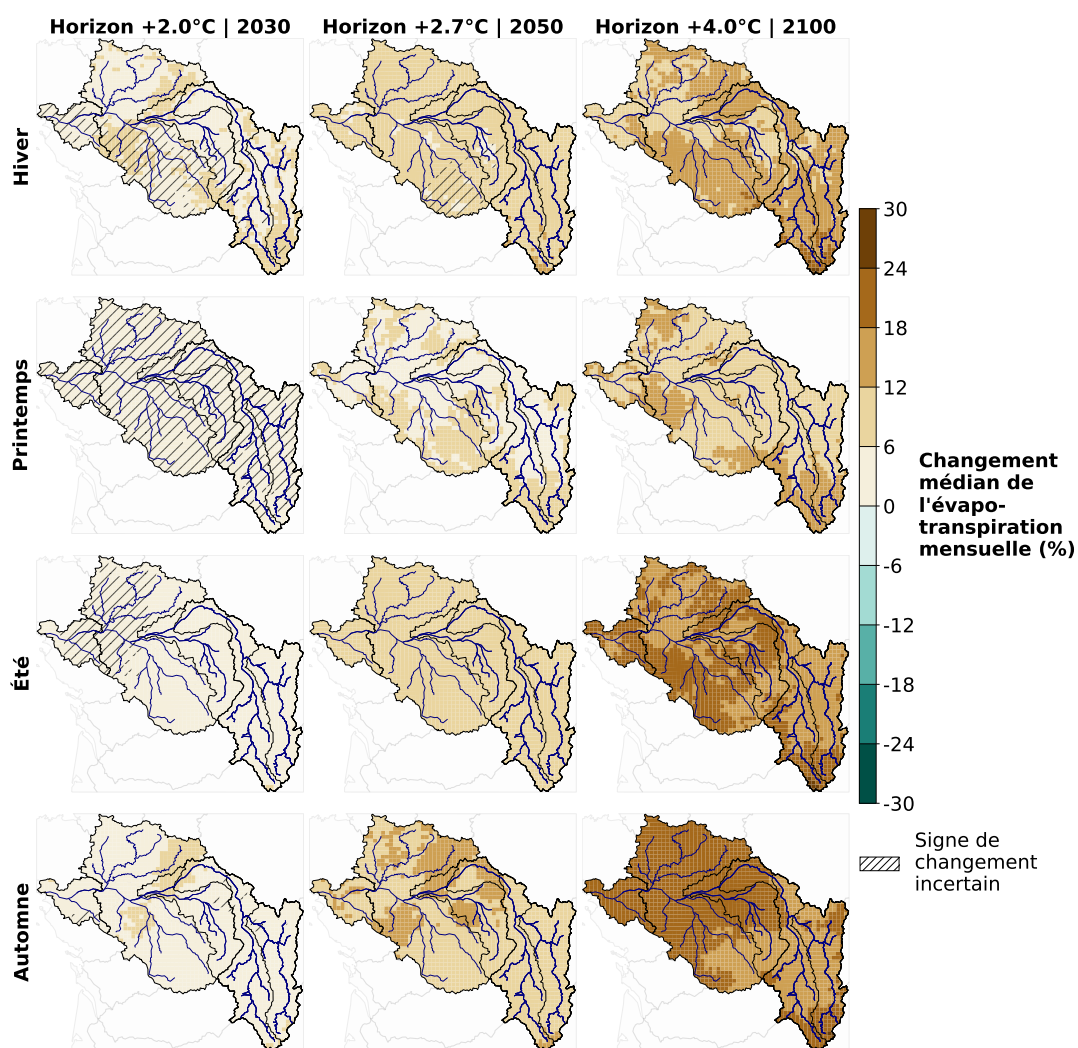 Horizon +2.0°C | 2030
Horizon +2.7°C | 2050
Horizon +4.0°C | 2100
Hiver
Printemps
Été
Automne
30
24
18
12
6
0
-6
-12
-18
-24
-30
Changement
médian de
l'évapo-
transpiration
mensuelle (%)
Signe de
changement
incertain